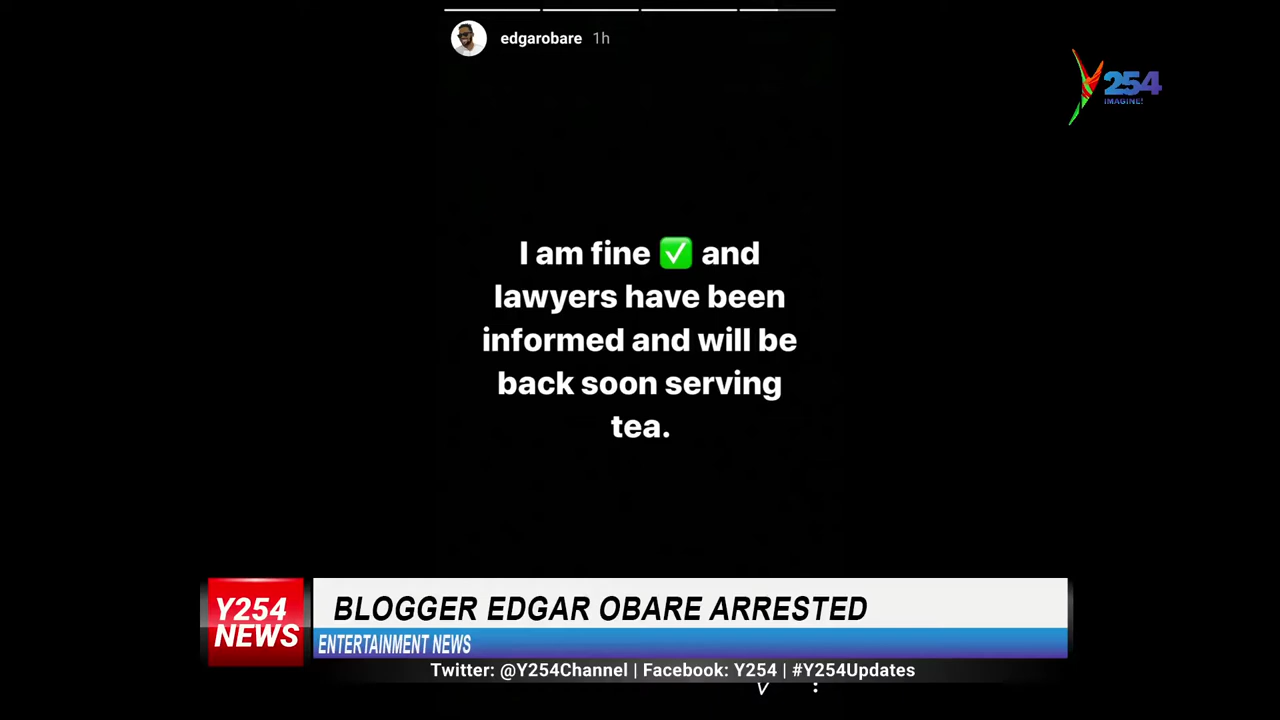 edgarobare 1h
Y254
IMAGINE!
I am fine ✅ and
lawyers have been
informed and will be
back soon serving
tea.
Y254
NEWS
BLOGGER EDGAR OBARE ARRESTED
ENTERTAINMENT NEWS
Twitter: @Y254Channel | Facebook: Y254 | #Y254Updates